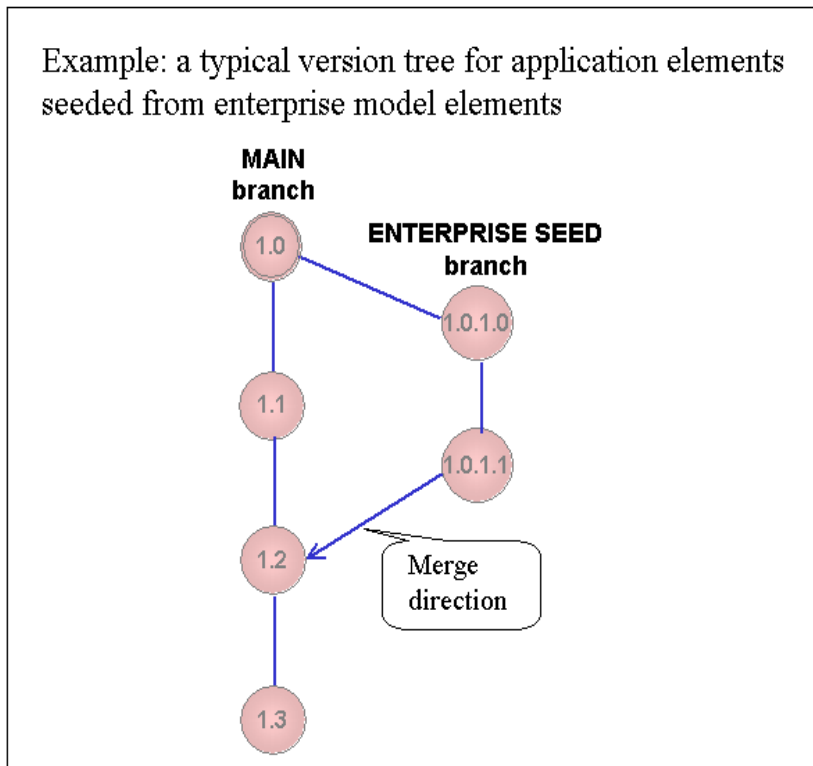 Example: a typical version tree for application elements
seeded from enterprise model elements
MAIN
branch
1.0
ENTERPRISE SEED
branch
1.0.1.0
1.1
1.0.1.1
1.2
Merge
direction
1.3